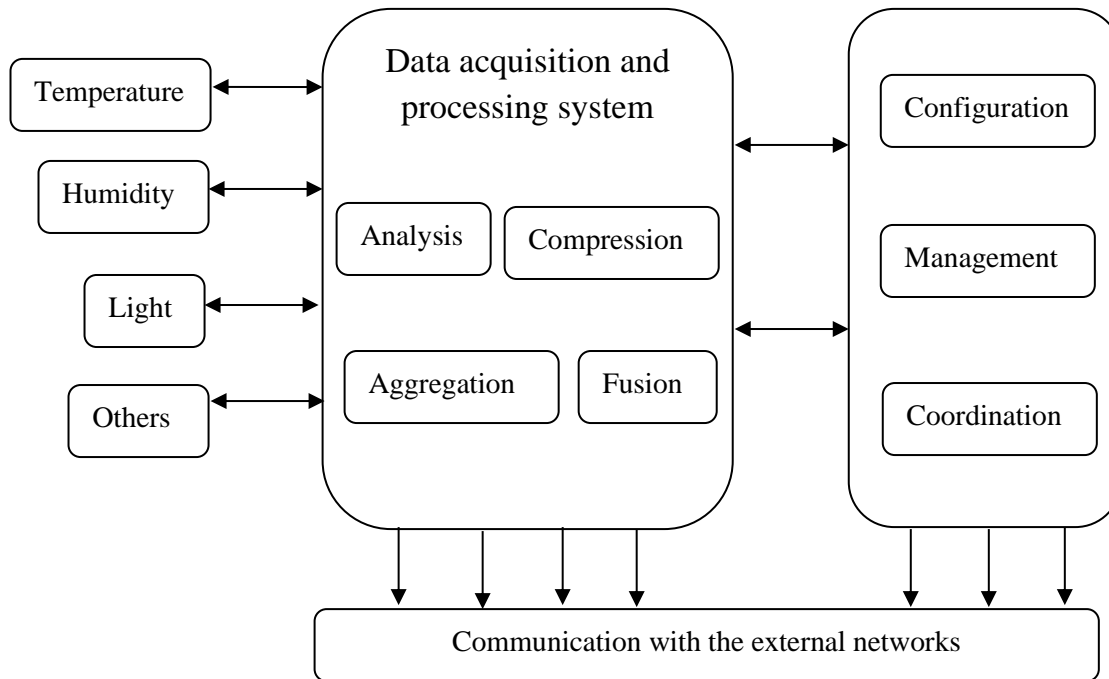 Temperature
Humidity
Light
Others
Data acquisition and
processing system
Analysis
Compression
Aggregation
Fusion
Configuration
Management
Coordination
Communication with the external networks